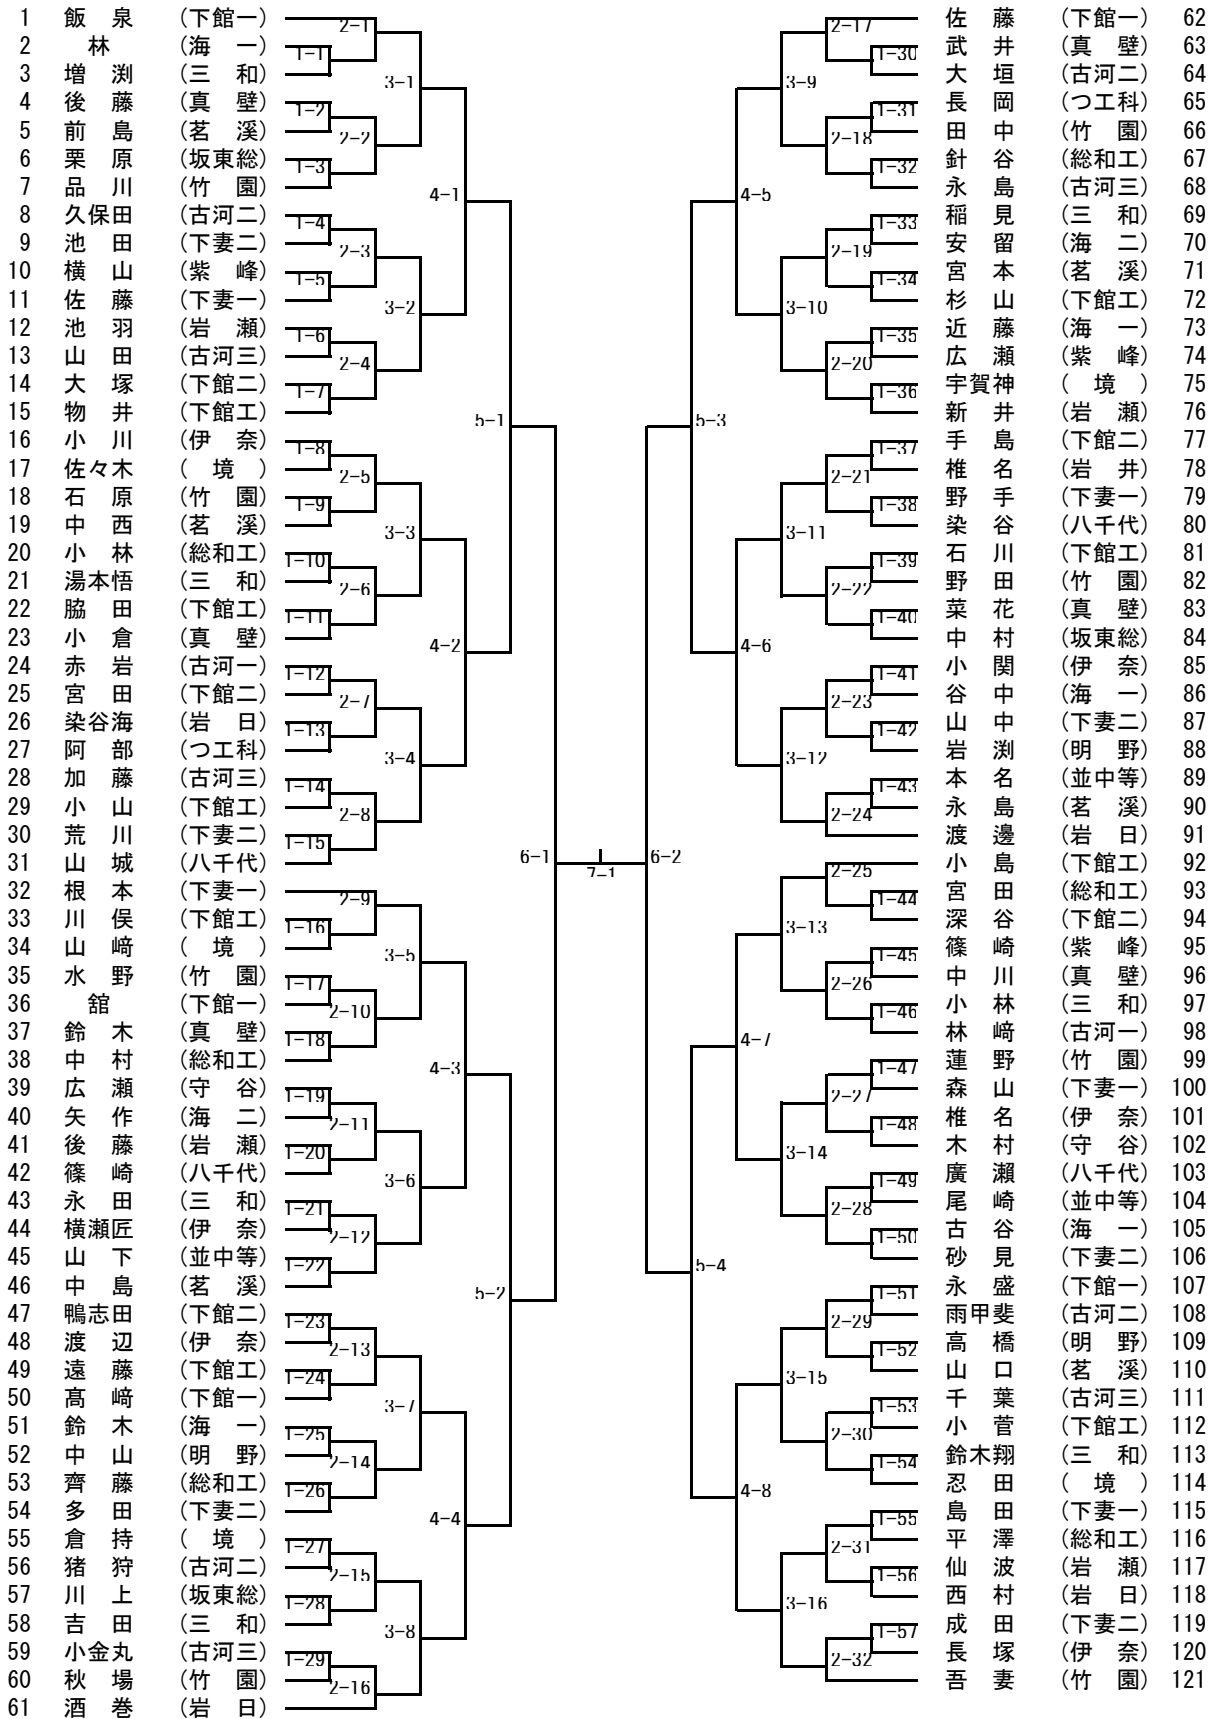 1 飯 泉 (下館一)
2 林 (海 一)
3 増 渕 (三 和)
4 後 藤 (真 壁)
5 前 島 (茗 溪)
6 栗 原 (坂東総)
7 品 川 (竹 園)
8 久保田 (古河二)
9 池 田 (下妻二)
10 横 山 (紫 峰)
11 佐 藤 (下妻一)
12 池 羽 (岩 瀬)
13 山 田 (古河三)
14 大 塚 (下館二)
15 物 井 (下館工)
16 小 川 (伊 奈)
17 佐々木 ( 境 )
18 石 原 (竹 園)
19 中 西 (茗 溪)
20 小 林 (総和工)
21 湯本悟 (三 和)
22 脇 田 (下館工)
23 小 倉 (真 壁)
24 赤 岩 (古河一)
25 宮 田 (下館二)
26 染谷海 (岩 日)
27 阿 部 (つ工科)
28 加 藤 (古河三)
29 小 山 (下館工)
30 荒 川 (下妻二)
31 山 城 (八千代)
32 根 本 (下妻一)
33 川 俣 (下館工)
34 山 﨑 ( 境 )
35 水 野 (竹 園)
36 舘 (下館一)
37 鈴 木 (真 壁)
38 中 村 (総和工)
39 広 瀬 (守 谷)
40 矢 作 (海 二)
41 後 藤 (岩 瀬)
42 篠 崎 (八千代)
43 永 田 (三 和)
44 横瀬匠 (伊 奈)
45 山 下 (並中等)
46 中 島 (茗 溪)
47 鴨志田 (下館二)
48 渡 辺 (伊 奈)
49 遠 藤 (下館工)
50 髙 﨑 (下館一)
51 鈴 木 (海 一)
52 中 山 (明 野)
53 齊 藤 (総和工)
54 多 田 (下妻二)
55 倉 持 ( 境 )
56 猪 狩 (古河二)
57 川 上 (坂東総)
58 吉 田 (三 和)
59 小金丸 (古河三)
60 秋 場 (竹 園)
61 酒 巻 (岩 日)
1-1
1-2
1-3
1-4
1-5
1-6
1-7
1-8
1-9
1-10
1-11
1-12
1-13
1-14
1-15
1-16
1-17
1-18
1-19
1-20
1-21
1-22
1-23
1-24
1-25
1-26
1-27
1-28
1-29
2-1
2-2
2-3
2-4
2-5
2-6
2-7
2-8
2-9
2-10
2-11
2-12
2-13
2-14
2-15
2-16
3-1
3-2
3-3
3-4
3-5
3-6
3-7
3-8
4-1
4-2
4-3
4-4
5-1
5-2
6-1
7-1
6-2
5-3
5-4
4-5
4-6
4-7
4-8
3-9
3-10
3-11
3-12
3-13
3-14
3-15
3-16
2-17
2-18
2-19
2-20
2-21
2-22
2-23
2-24
2-25
2-26
2-27
2-28
2-29
2-30
2-31
2-32
1-30
1-31
1-32
1-33
1-34
1-35
1-36
1-37
1-38
1-39
1-40
1-41
1-42
1-43
1-44
1-45
1-46
1-47
1-48
1-49
1-50
1-51
1-52
1-53
1-54
1-55
1-56
1-57
佐 藤 (下館一) 62
武 井 (真 壁) 63
大 垣 (古河二) 64
長 岡 (つ工科) 65
田 中 (竹 園) 66
針 谷 (総和工) 67
永 島 (古河三) 68
稲 見 (三 和) 69
安 留 (海 二) 70
宮 本 (茗 溪) 71
杉 山 (下館工) 72
近 藤 (海 一) 73
広 瀬 (紫 峰) 74
宇賀神 ( 境 ) 75
新 井 (岩 瀬) 76
手 島 (下館二) 77
椎 名 (岩 井) 78
野 手 (下妻一) 79
染 谷 (八千代) 80
石 川 (下館工) 81
野 田 (竹 園) 82
菜 花 (真 壁) 83
中 村 (坂東総) 84
小 関 (伊 奈) 85
谷 中 (海 一) 86
山 中 (下妻二) 87
岩 渕 (明 野) 88
本 名 (並中等) 89
永 島 (茗 溪) 90
渡 邊 (岩 日) 91
小 島 (下館工) 92
宮 田 (総和工) 93
深 谷 (下館二) 94
篠 崎 (紫 峰) 95
中 川 (真 壁) 96
小 林 (三 和) 97
林 﨑 (古河一) 98
蓮 野 (竹 園) 99
森 山 (下妻一) 100
椎 名 (伊 奈) 101
木 村 (守 谷) 102
廣 瀨 (八千代) 103
尾 崎 (並中等) 104
古 谷 (海 一) 105
砂 見 (下妻二) 106
永 盛 (下館一) 107
雨甲斐 (古河二) 108
高 橋 (明 野) 109
山 口 (茗 溪) 110
千 葉 (古河三) 111
小 菅 (下館工) 112
鈴木翔 (三 和) 113
忍 田 ( 境 ) 114
島 田 (下妻一) 115
平 澤 (総和工) 116
仙 波 (岩 瀬) 117
西 村 (岩 日) 118
成 田 (下妻二) 119
長 塚 (伊 奈) 120
吾 妻 (竹 園) 121